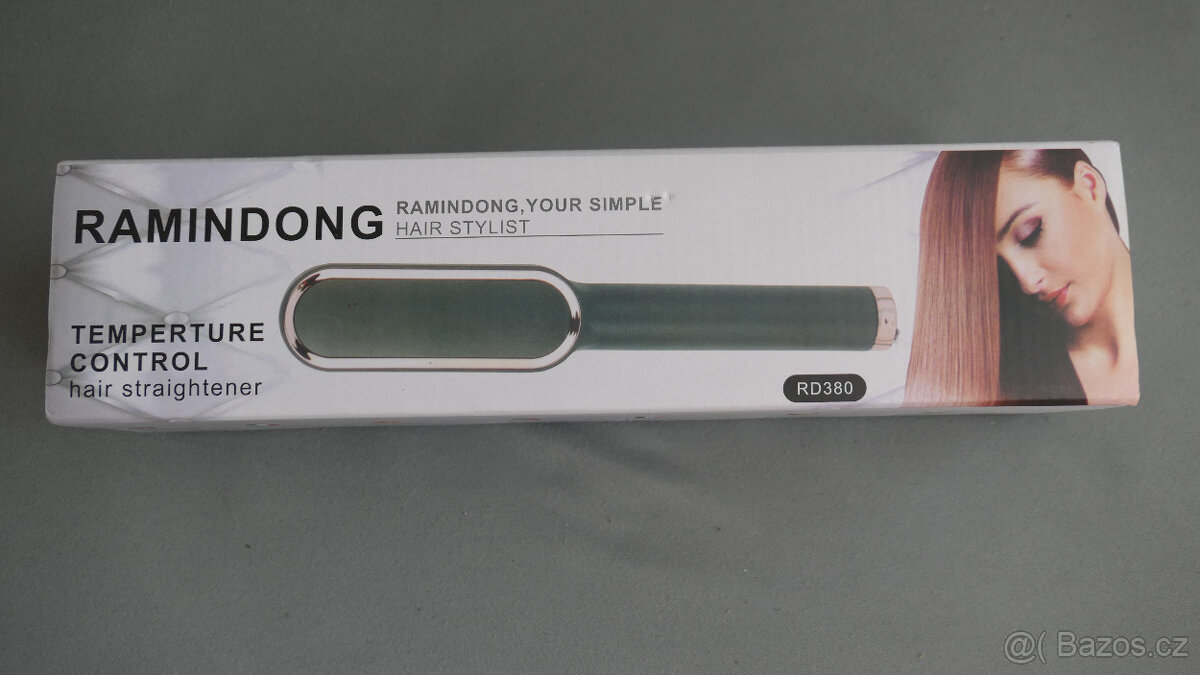 RAMINDONG
RAMINDONG,YOUR SIMPLE
HAIR STYLIST
TEMPERTURE
CONTROL
hair straightener
RD380
@( Bazos.cz